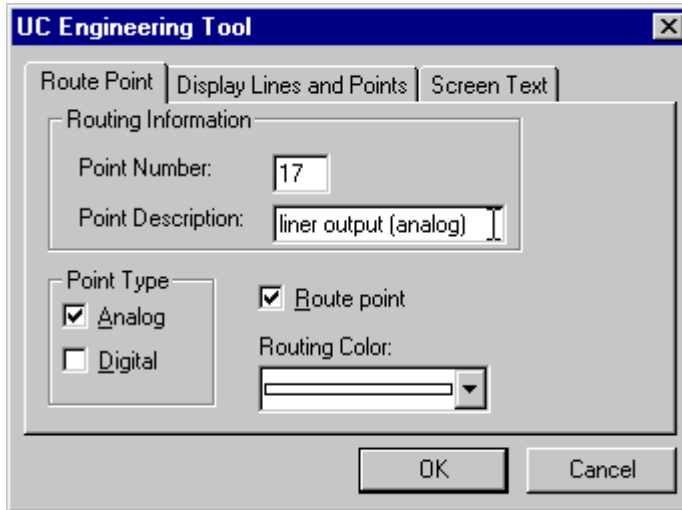 UC Engineering Tool
Route Point Display Lines and Points Screen Text
Routing Information
Point Number: 17
Point Description: liner output (analog)
Point Type
Analog
Digital
Route point
Routing Color:
OK Cancel